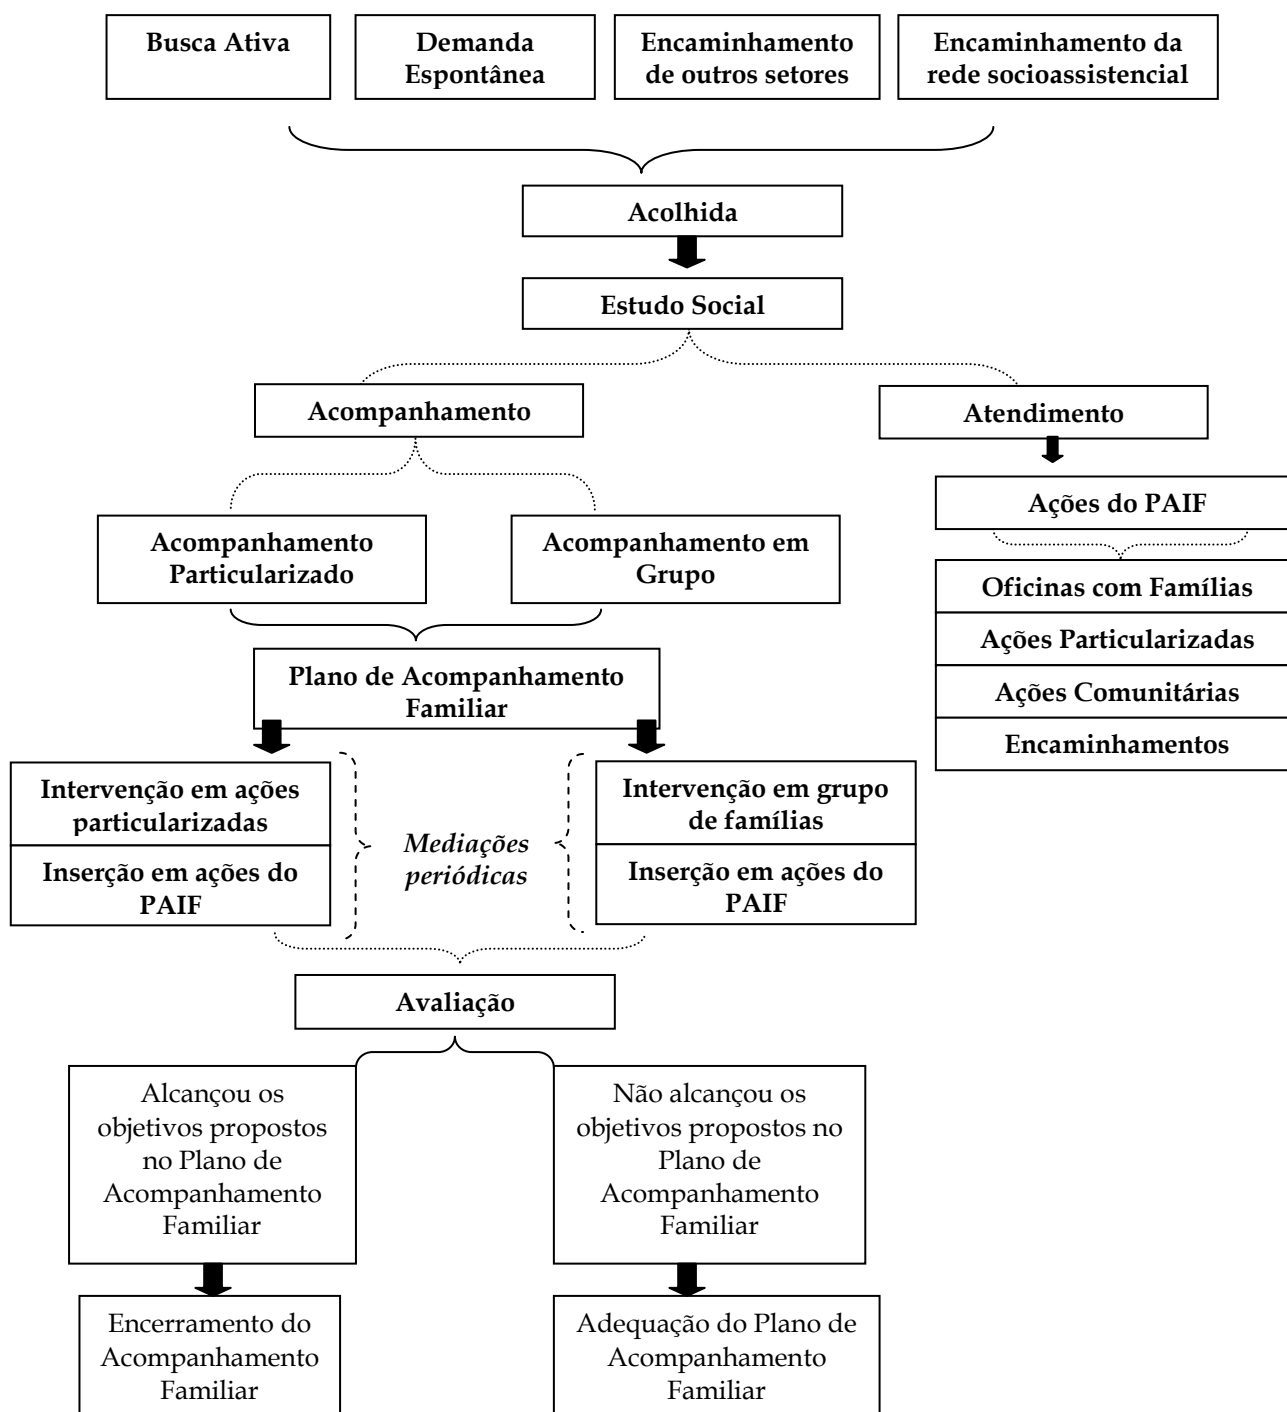 Busca Ativa
Demanda
Espontânea
Encaminhamento
de outros setores
Encaminhamento da
rede socioassistencial
Acolhida
Estudo Social
Acompanhamento
Atendimento
Ações do PAIF
Acompanhamento
Particularizado
Acompanhamento em
Grupo
Oficinas com Famílias
Ações Particularizadas
Ações Comunitárias
Encaminhamentos
Plano de Acompanhamento
Familiar
Intervenção em ações
particularizadas
Inserção em ações do
PAIF
Mediações
periódicas
Intervenção em grupo
de famílias
Inserção em ações do
PAIF
Avaliação
Alcançou os
objetivos propostos
no Plano de
Acompanhamento
Familiar
Não alcançou os
objetivos propostos no
Plano de
Acompanhamento
Familiar
Encerramento do
Acompanhamento
Familiar
Adequação do Plano de
Acompanhamento
Familiar